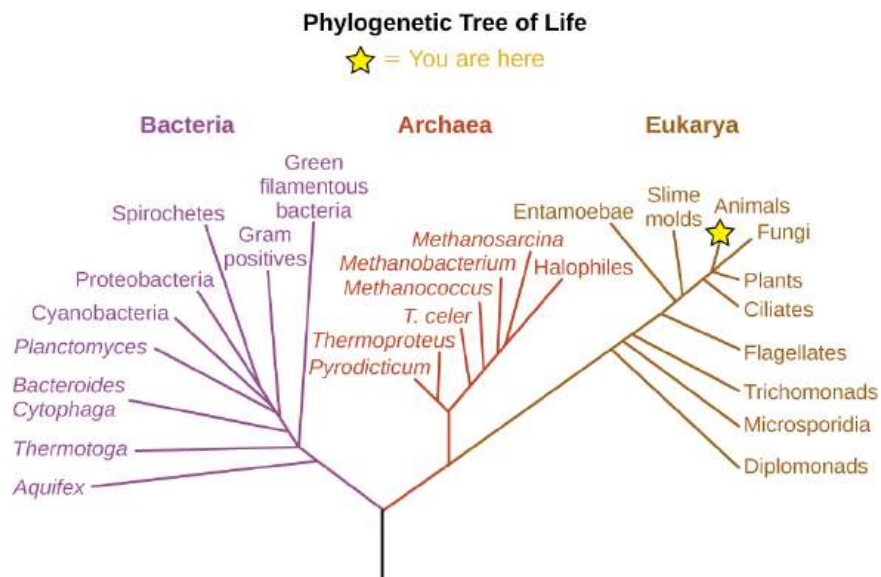 Phylogenetic Tree of Life
= You are here
Bacteria
Archaea
Eukarya
Green
filamentous
bacteria
Spirochetes
Gram
positives
Proteobacteria
Cyanobacteria
Planctomyces
Bacteroides
Cytophaga
Thermotoga
Aquifex
Methanosarcina
Methanobacterium
Halophiles
Methanococcus
T. celer
Thermoproteus
Pyrodicticum
Entamoebae
Slime
molds
Animals
Fungi
Plants
Ciliates
Flagellates
Trichomonads
Microsporidia
Diplomonads